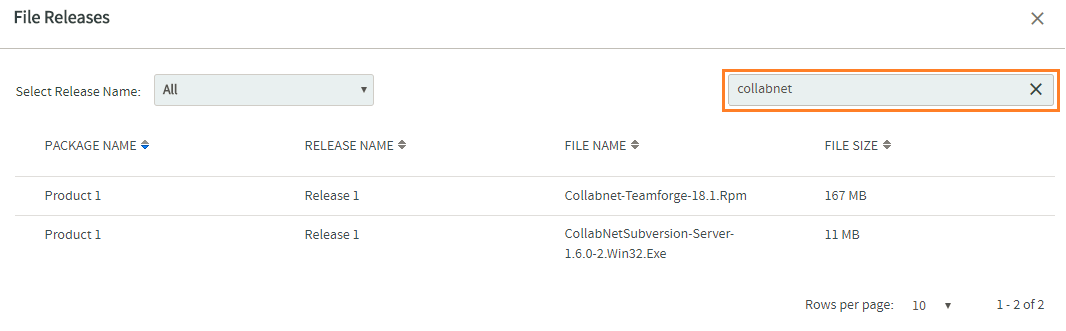 File Releases
Select Release Name: All
collabnet
PACKAGE NAME RELEASE NAME FILE NAME FILE SIZE
Product 1 Release 1 Collabnet-Teamforge-18.1.Rpm 167 MB
Product 1 Release 1 CollabNetSubversion-Server-
1.6.0-2.Win32.Exe 11 MB
Rows per page: 10 1 - 2 of 2